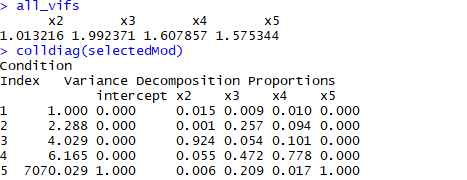 > all_vifs
x2 x3 x4 x5
1.013216 1.992371 1.607857 1.575344
> colldiag(selectedMod)
Condition
Index Variance Decomposition Proportions
intercept x2 x3 x4 x5
1 1.000 0.000 0.015 0.009 0.010 0.000
2 2.288 0.000 0.001 0.257 0.094 0.000
3 4.029 0.000 0.924 0.054 0.101 0.000
4 6.165 0.000 0.055 0.472 0.778 0.000
5 7070.029 1.000 0.006 0.209 0.017 1.000